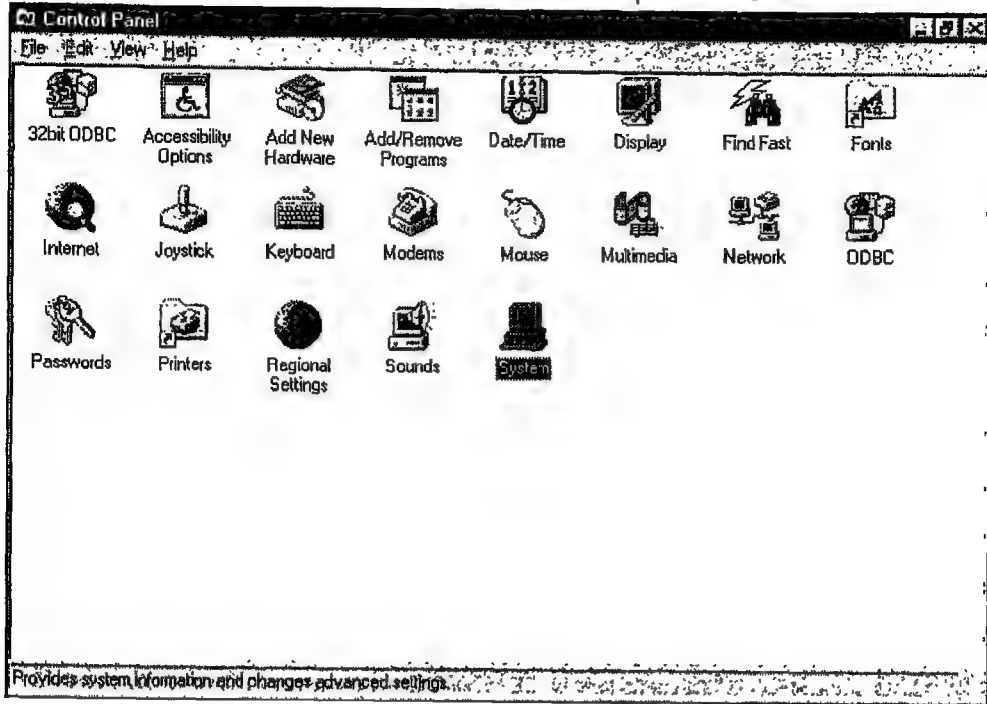 Control Panel
File Edit View Help
32bit ODBC
Accessibility Options
Add New Hardware
Add/Remove Programs
Date/Time
Display
Find Fast
Fonts
Internet
Joystick
Keyboard
Modems
Mouse
Multimedia
Network
ODBC
Passwords
Printers
Regional Settings
Sounds
System
Provides system information and changes advanced settings.